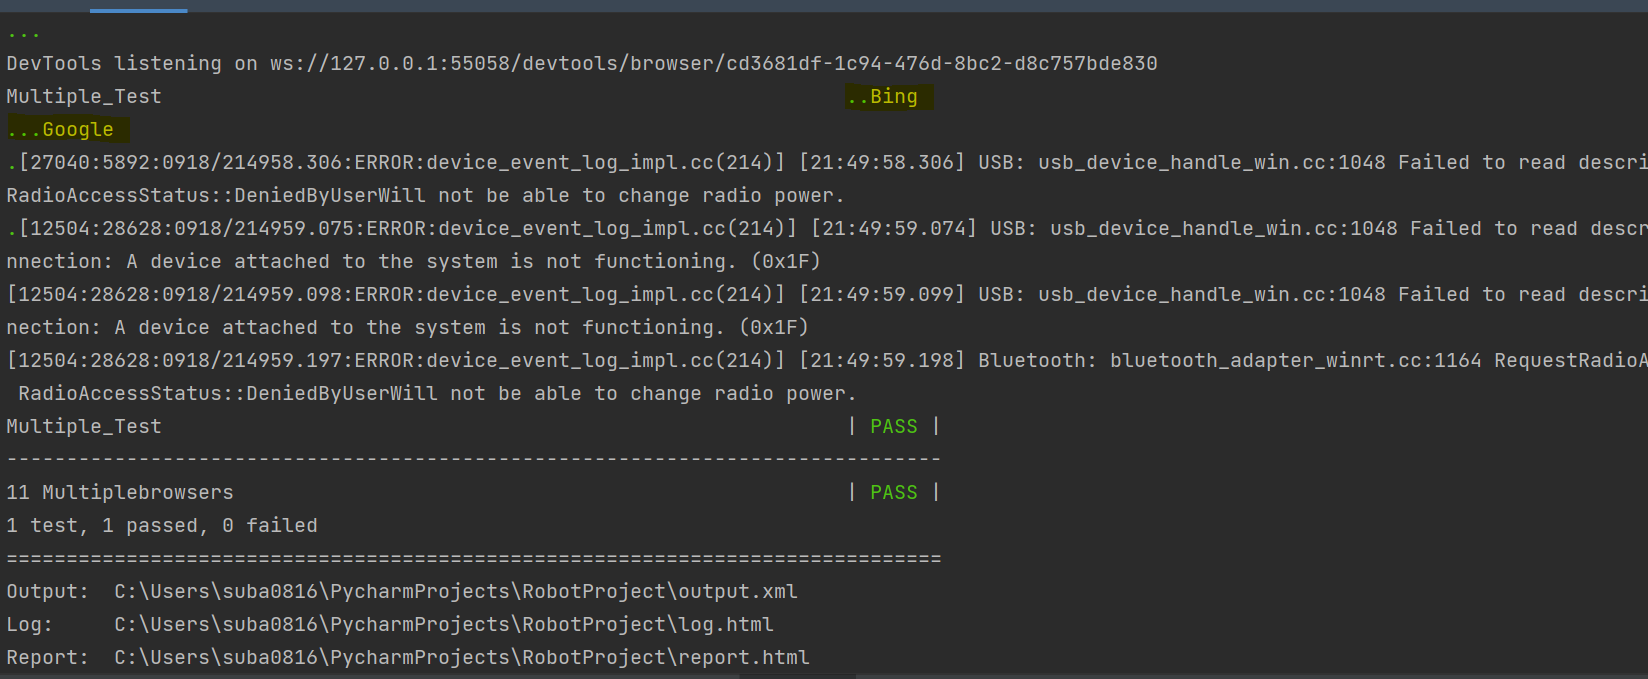 ...
DevTools listening on ws://127.0.0.1:55058/devtools/browser/cd3681df-1c94-476d-8bc2-d8c757bde830
Multiple_Test ..Bing
...Google
.[27040:5892:0918/214958.306:ERROR:device_event_log_impl.cc(214)] [21:49:58.306] USB: usb_device_handle_win.cc:1048 Failed to read descri
RadioAccessStatus::DeniedByUserWill not be able to change radio power.
.[12504:28628:0918/214959.075:ERROR:device_event_log_impl.cc(214)] [21:49:59.074] USB: usb_device_handle_win.cc:1048 Failed to read descr
nnection: A device attached to the system is not functioning. (0x1F)
[12504:28628:0918/214959.098:ERROR:device_event_log_impl.cc(214)] [21:49:59.099] USB: usb_device_handle_win.cc:1048 Failed to read descri
nection: A device attached to the system is not functioning. (0x1F)
[12504:28628:0918/214959.197:ERROR:device_event_log_impl.cc(214)] [21:49:59.198] Bluetooth: bluetooth_adapter_winrt.cc:1164 RequestRadioA
RadioAccessStatus::DeniedByUserWill not be able to change radio power.
Multiple_Test | PASS |
------------------------------------------------------------------------------
11 Multiplebrowsers | PASS |
1 test, 1 passed, 0 failed
==============================================================================
Output: C:\Users\suba0816\PycharmProjects\RobotProject\output.xml
Log: C:\Users\suba0816\PycharmProjects\RobotProject\log.html
Report: C:\Users\suba0816\PycharmProjects\RobotProject\report.html